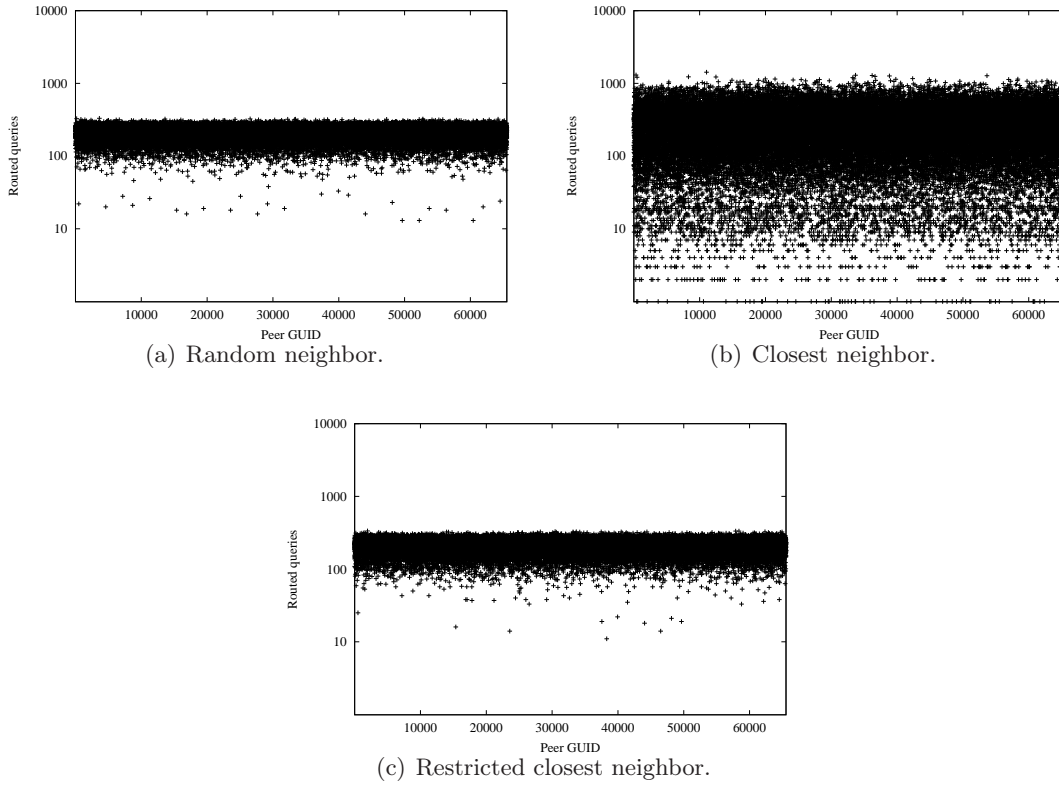 10000
1000
100
10
Routed queries
10000 20000 30000 40000 50000 60000
Peer GUID
(a) Random neighbor.
10000
1000
100
10
Routed queries
10000 20000 30000 40000 50000 60000
Peer GUID
(b) Closest neighbor.
10000
1000
100
10
Routed queries
10000 20000 30000 40000 50000 60000
Peer GUID
(c) Restricted closest neighbor.